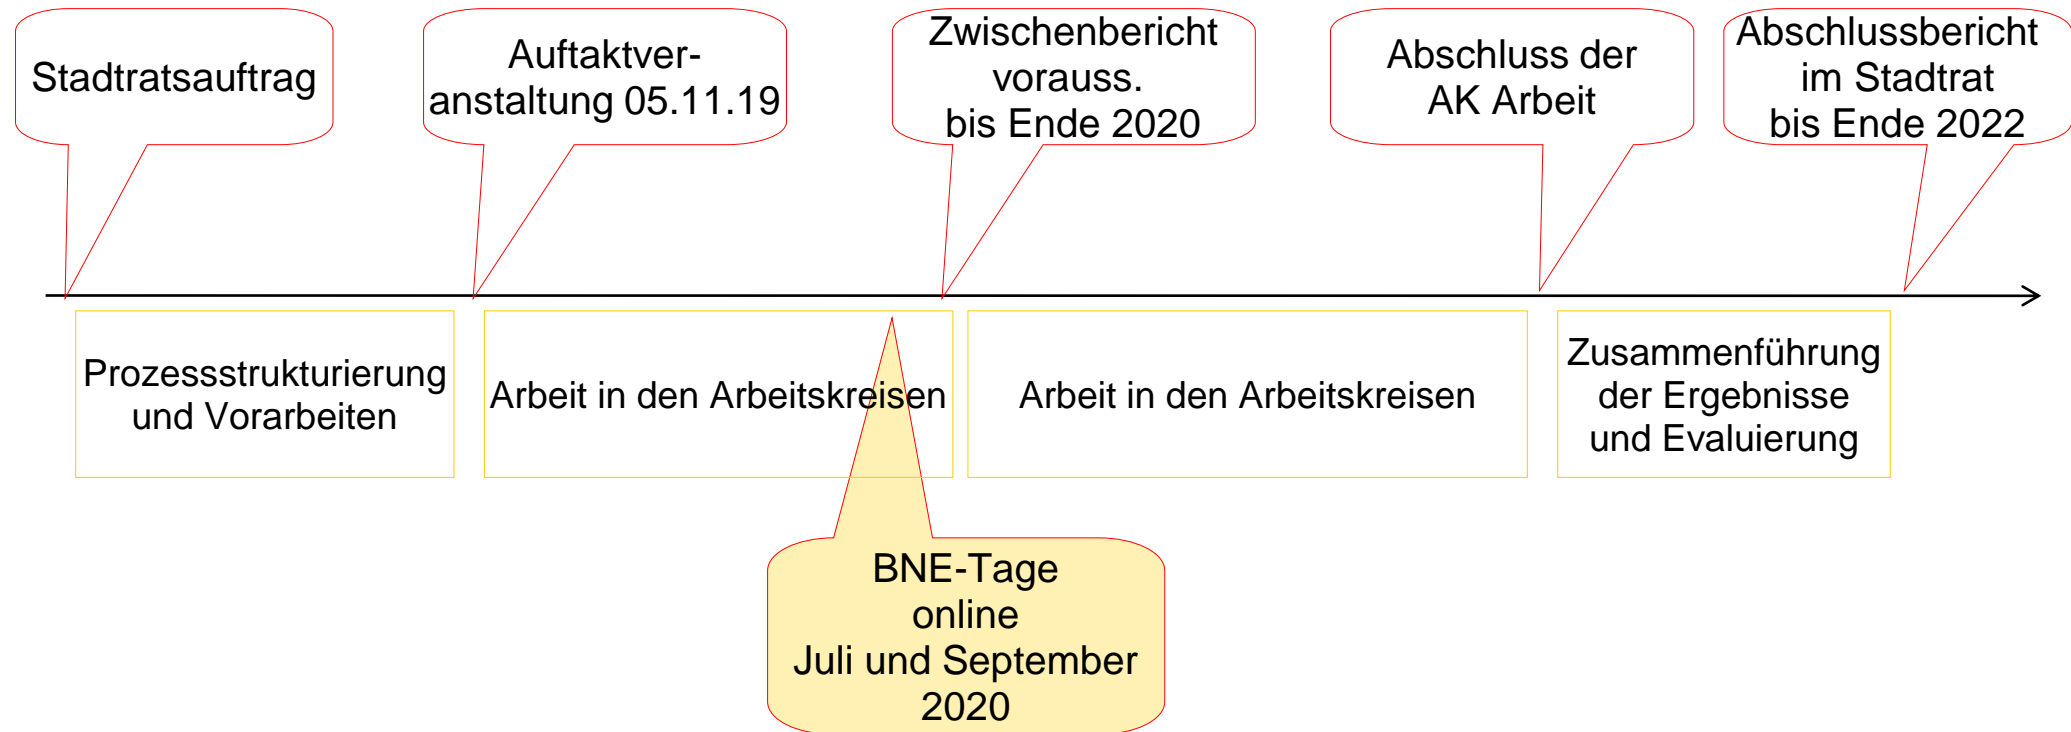 Stadtratsauftrag
Auftaktver-
anstaltung 05.11.19
Zwischenbericht
vorauss.
bis Ende 2020
Abschluss der
AK Arbeit
Abschlussbericht
im Stadtrat
bis Ende 2022
Prozessstrukturierung
und Vorarbeiten
Arbeit in den Arbeitskreisen
Arbeit in den Arbeitskreisen
Zusammenführung
der Ergebnisse
und Evaluierung
BNE-Tage
online
Juli und September
2020